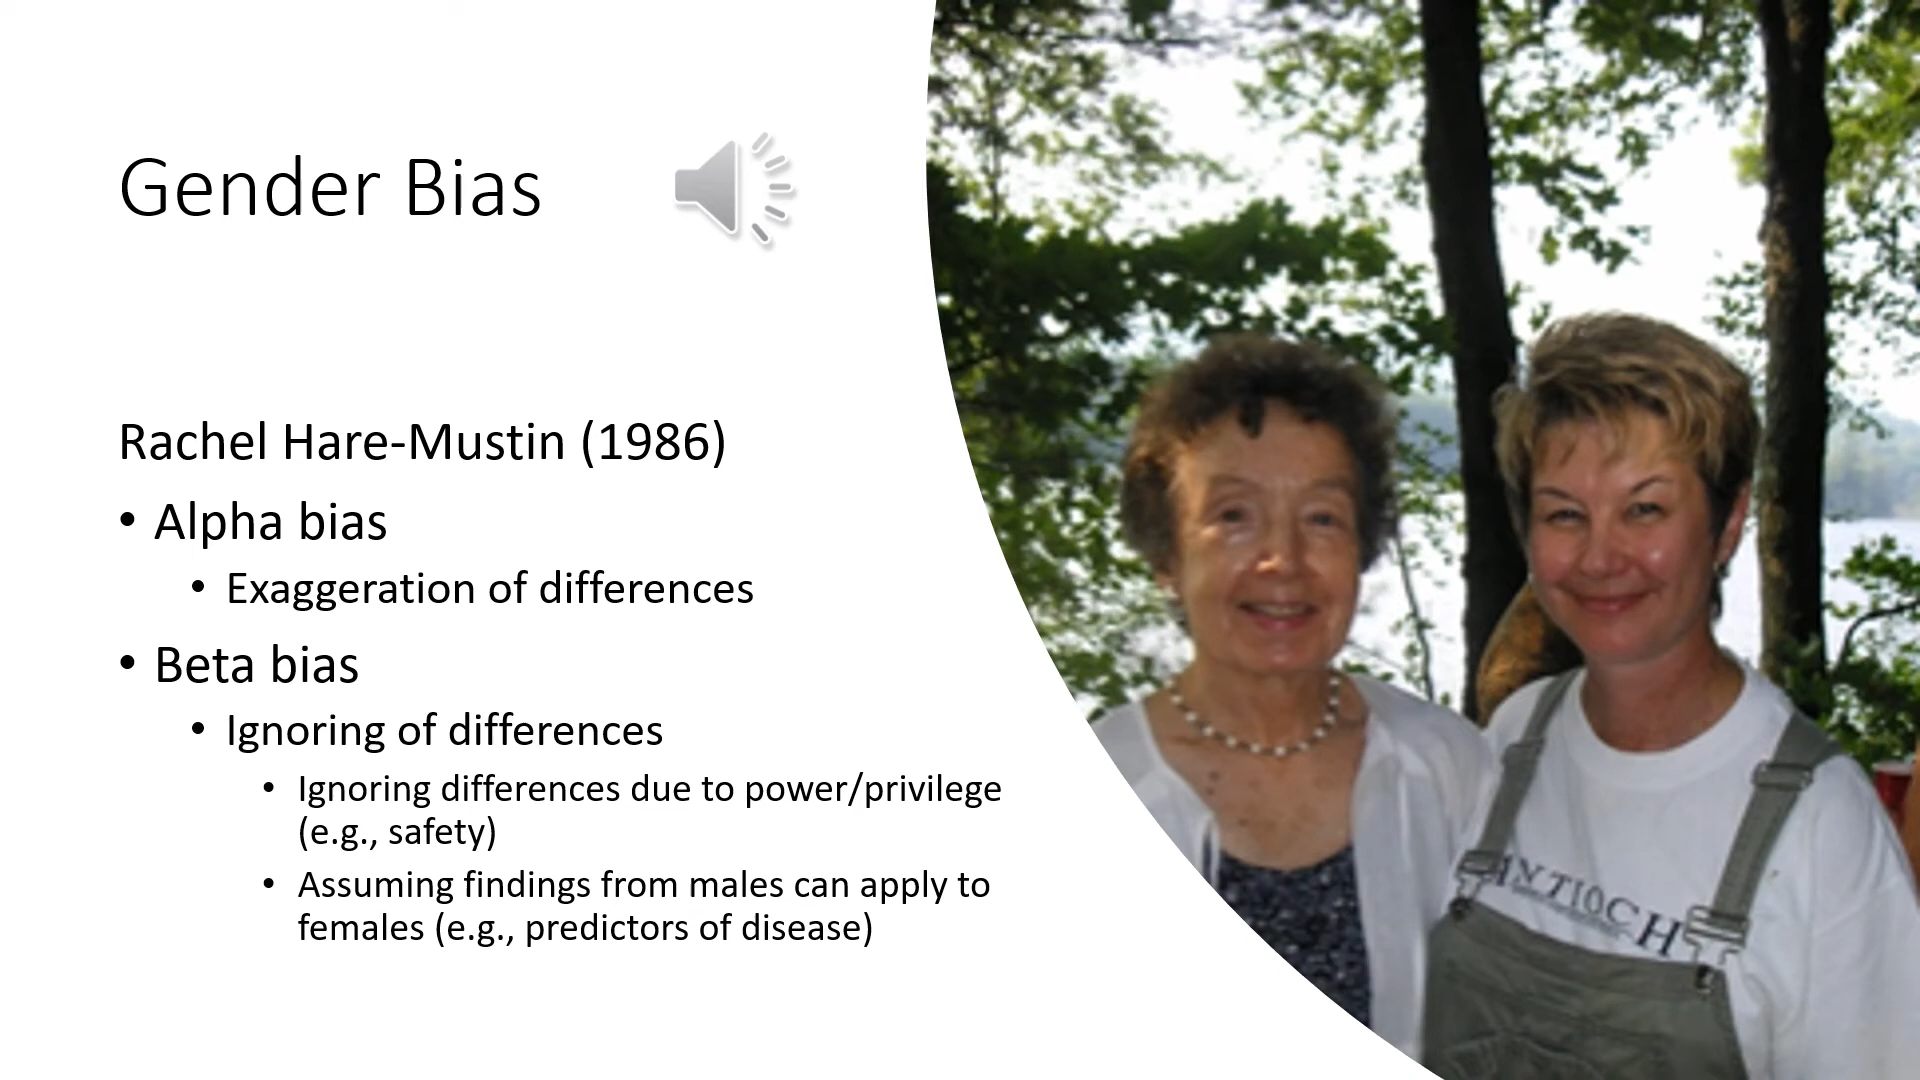 Gender Bias
Rachel Hare-Mustin (1986)
• Alpha bias
• Exaggeration of differences
• Beta bias
• Ignoring of differences
• Ignoring differences due to power/privilege
(e.g., safety)
• Assuming findings from males can apply to
females (e.g., predictors of disease)
ANTIOCH